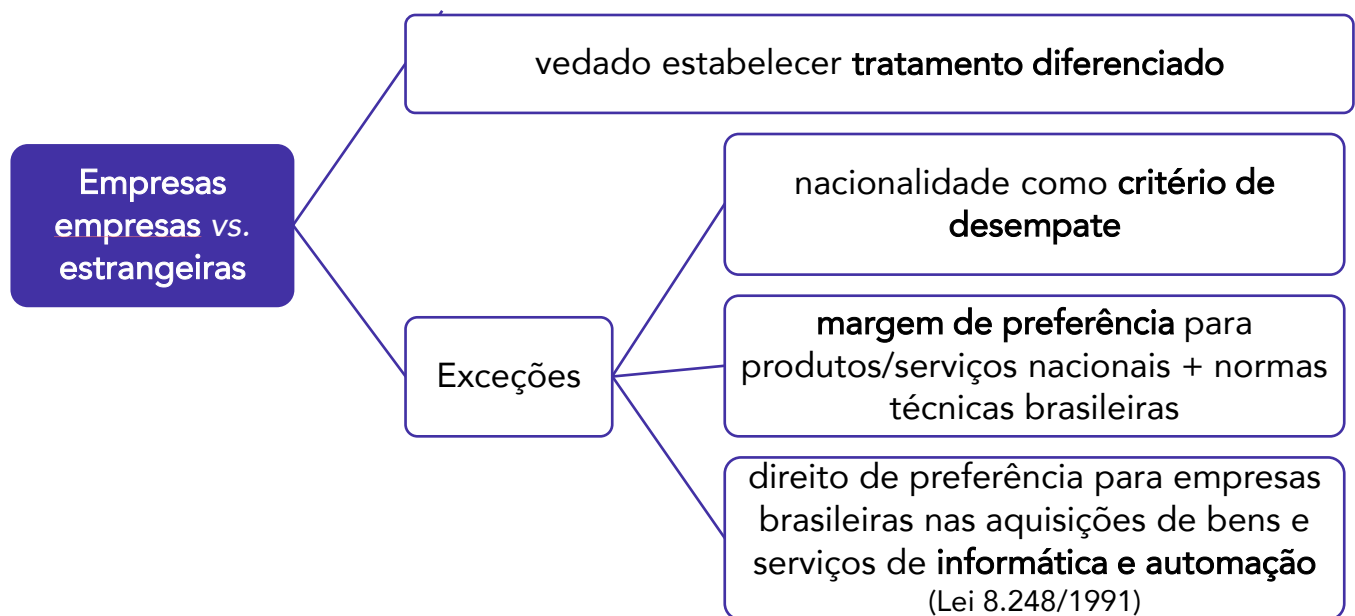 vedado estabelecer tratamento diferenciado
Empresas
empresas vs.
estrangeiras
Exceções
nacionalidade como critério de
desempate
margem de preferência para
produtos/serviços nacionais + normas
técnicas brasileiras
direito de preferência para empresas
brasileiras nas aquisições de bens e
serviços de informática e automação
(Lei 8.248/1991)